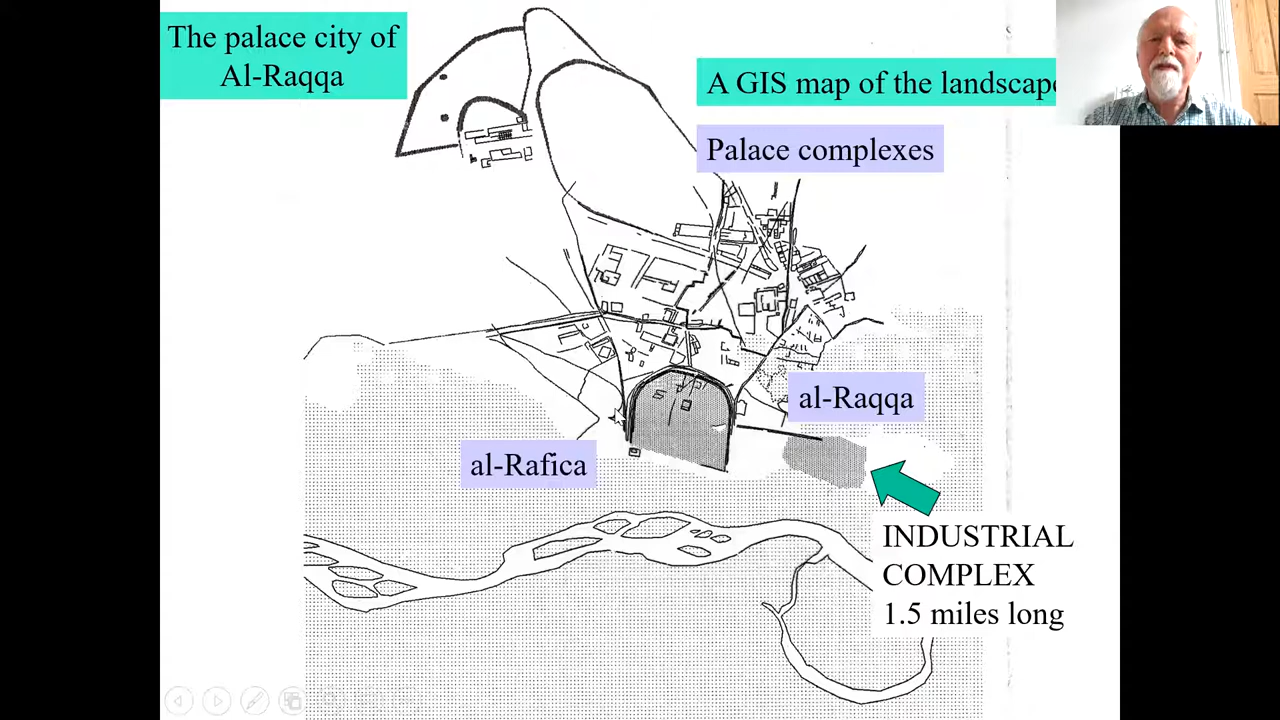 The palace city of
Al-Raqqa
A GIS map of the landscape
Palace complexes
al-Raqqa
al-Rafica
INDUSTRIAL
COMPLEX
1.5 miles long